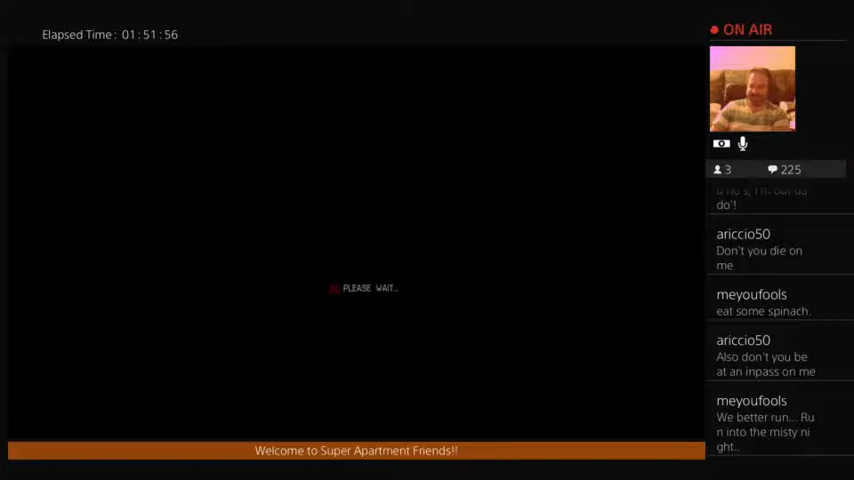 Elapsed Time: 01:51:56
ON AIR
3 225
do'!
ariccio50
Don't you die on
me
meyoufools
eat some spinach.
ariccio50
Also don't you be
at an inpass on me
meyoufools
We better run... Ru
n into the misty ni
ght..
PLEASE WAIT...
Welcome to Super Apartment Friends!!